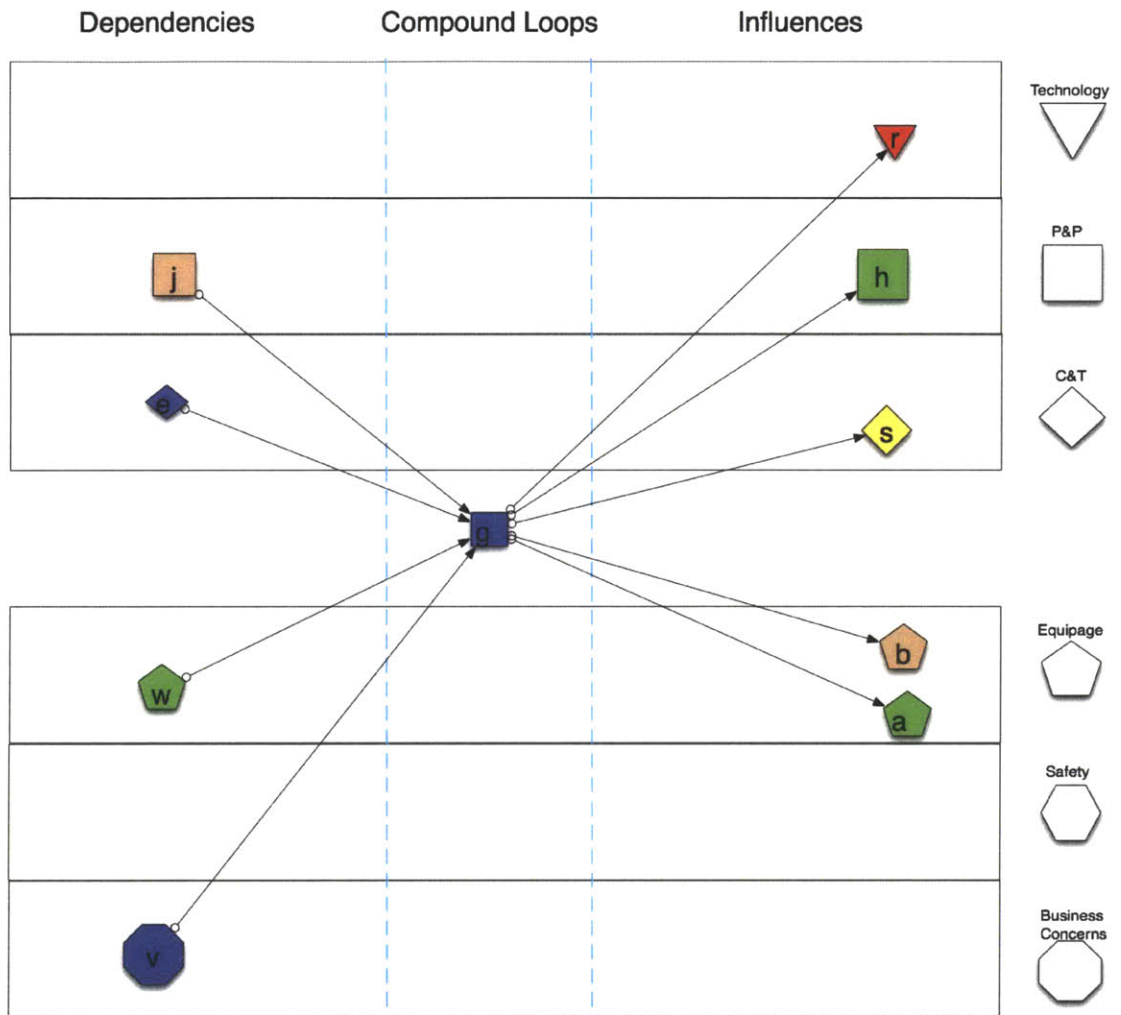 Dependencies
Compound Loops
Influences
Technology
r
P&P
j
h
C&T
e
s
g
Equipage
b
w
a
Safety
Business
Concerns
v